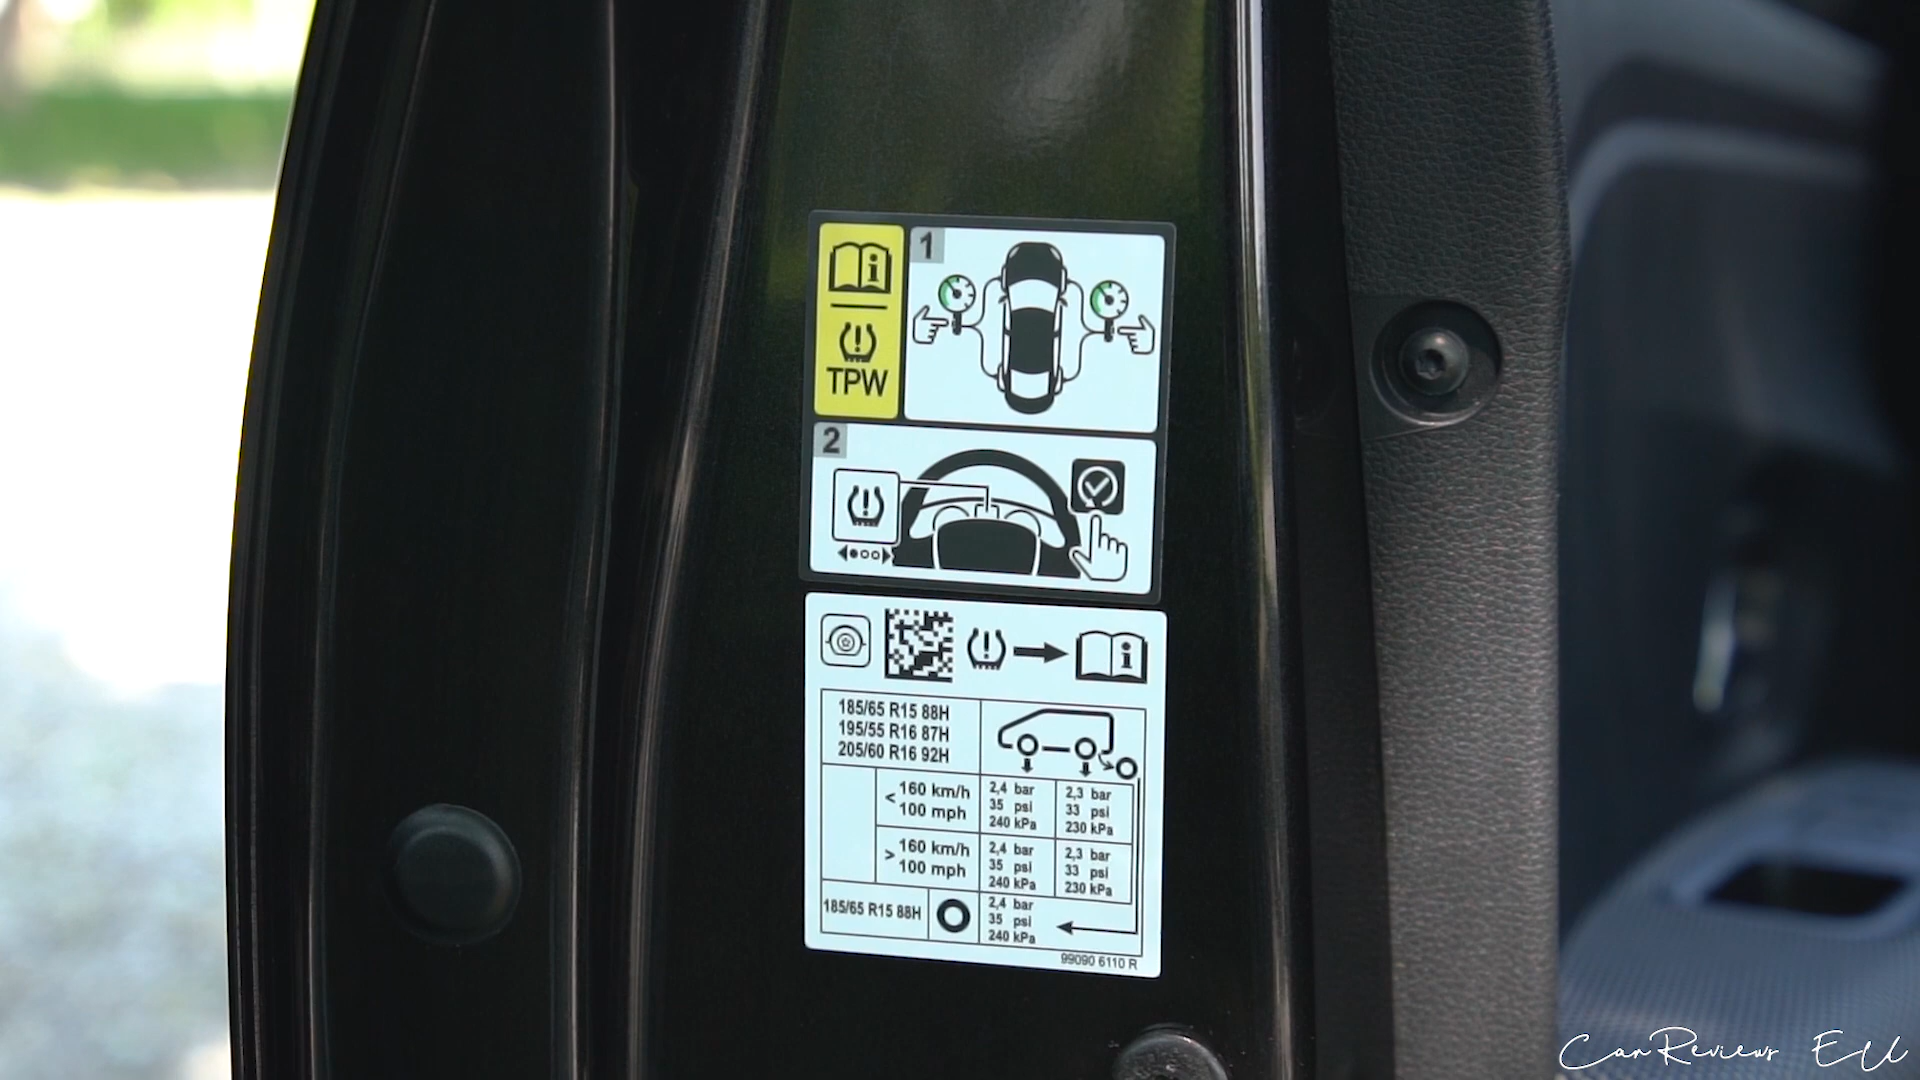 1
TPW
2
185/65 R15 88H
195/55 R16 87H
205/60 R16 92H
< 160 km/h
100 mph
2,4 bar
35 psi
240 kPa
2,3 bar
33 psi
230 kPa
> 160 km/h
100 mph
2,4 bar
35 psi
240 kPa
2,3 bar
33 psi
230 kPa
185/65 R15 88H
2,4 bar
35 psi
240 kPa
99090 6110 R
CarReviews EU